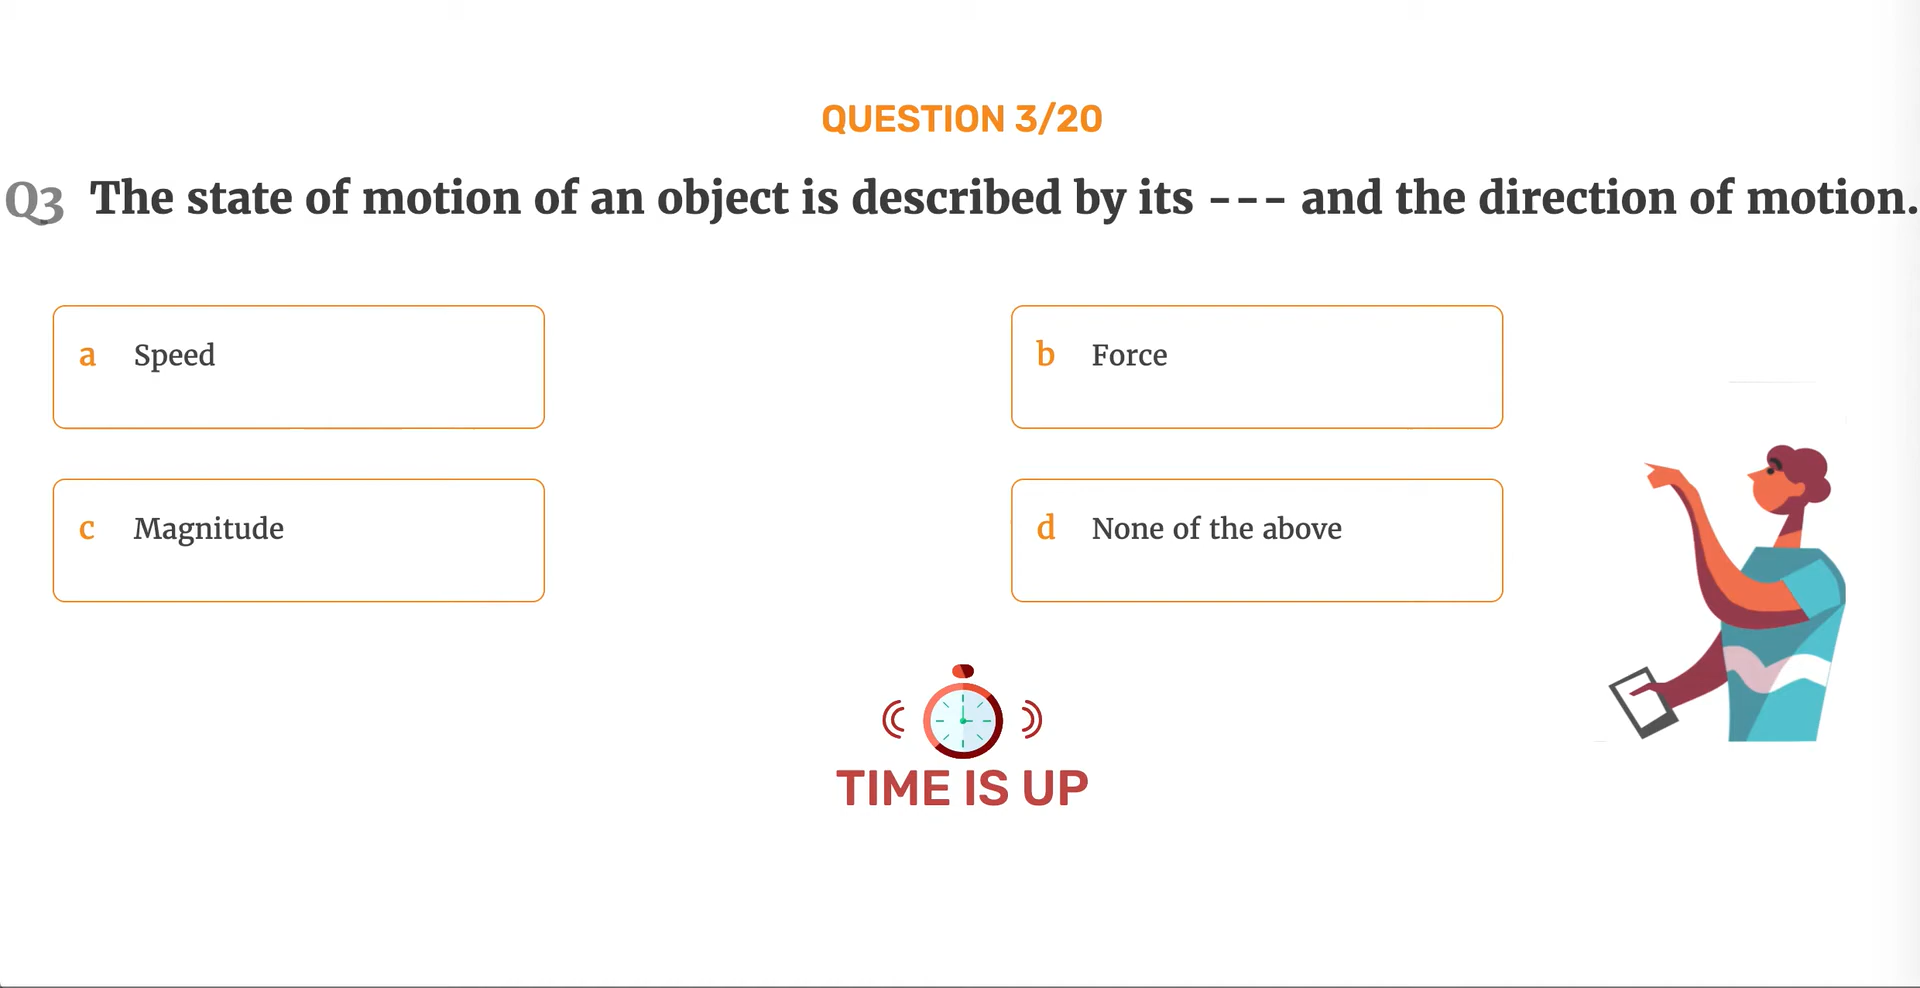 QUESTION 3/20
Q3 The state of motion of an object is described by its --- and the direction of motion.
a Speed
b Force
c Magnitude
d None of the above
TIME IS UP